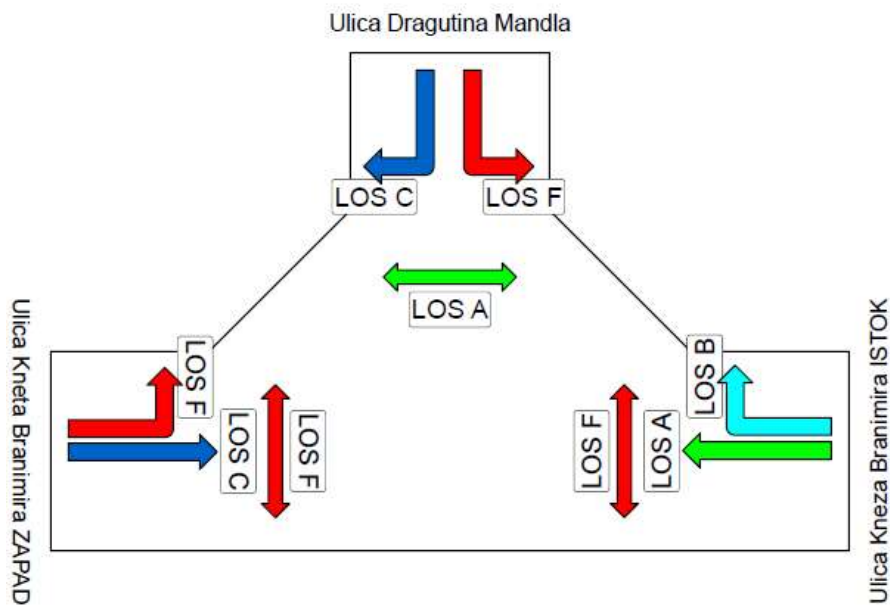 Ulica Dragutina Mandla
LOS C
LOS F
LOS A
Ulica Kneta Branimira ZAPAD
LOS F
LOS C
LOS F
LOS F
LOS A
LOS B
Ulica Kneza Branimira ISTOK